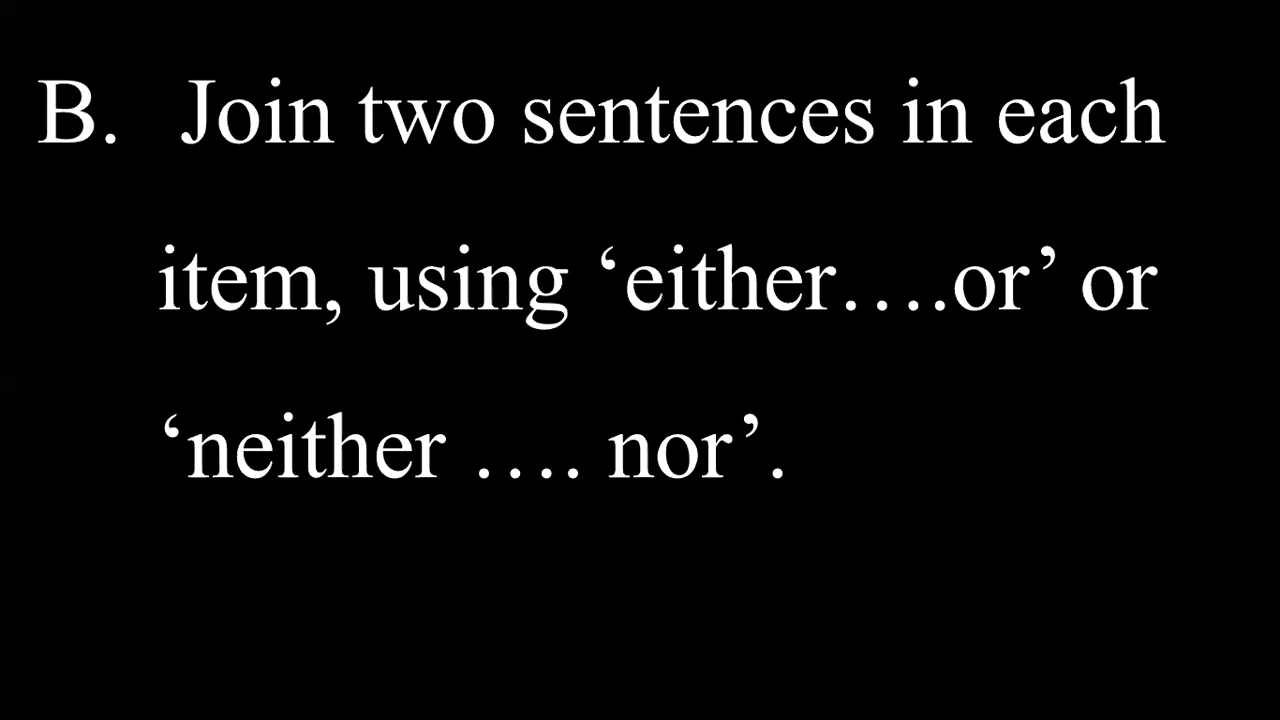 B. Join two sentences in each
item, using ‘either….or’ or
‘neither …. nor’.